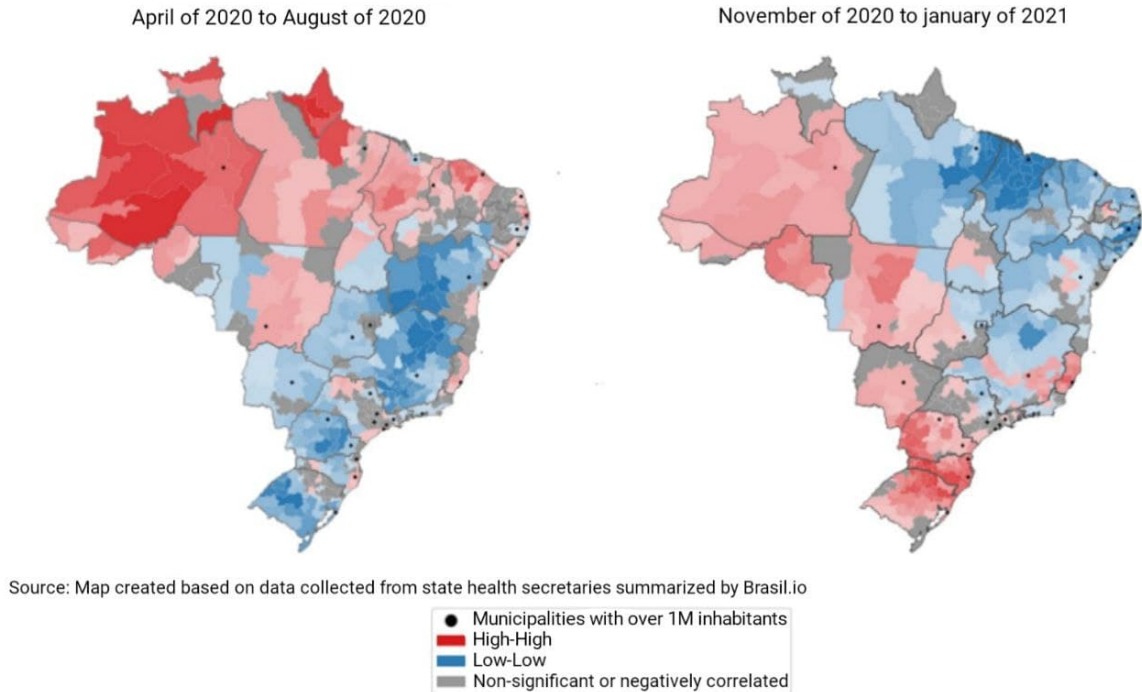 April of 2020 to August of 2020
November of 2020 to january of 2021
Source: Map created based on data collected from state health secretaries summarized by Brasil.io
Municipalities with over 1M inhabitants
High-High
Low-Low
Non-significant or negatively correlated